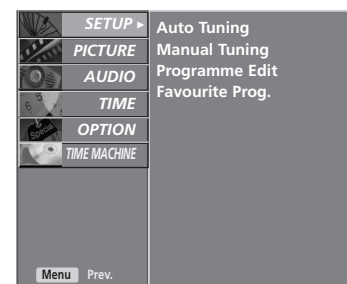 SETUP
PICTURE
AUDIO
TIME
OPTION
TIME MACHINE
Auto Tuning
Manual Tuning
Programme Edit
Favourite Prog.
Menu Prev.